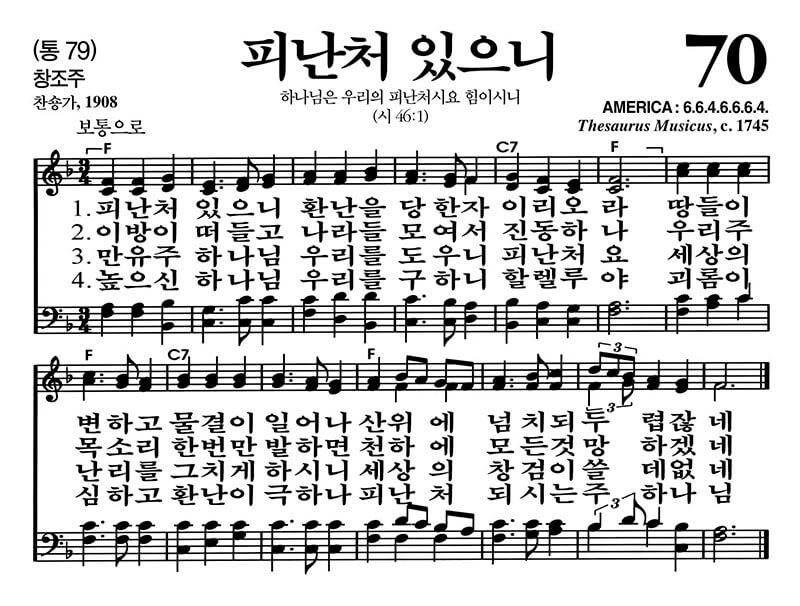 (통 79)
창조주
찬송가, 1908
피난처 있으니
하나님은 우리의 피난처시요 힘이시니
(시 46:1)
70
AMERICA : 6.6.4.6.6.6.4.
Thesaurus Musicus, c. 1745
보통으로
F C7 F
3/4
1. 피난처 있으니 환난을 당한자 이리오라 땅들이
2. 이방이 떠들고 나라들 모여서 진동하나 우리주
3. 만유주 하나님 우리를 도우니 피난처요 세상의
4. 높으신 하나님 우리를 구하니 할렐루야 괴롬이
3/4
F C7 F 3
3
변하고 물결이 일어나 산위에 넘치되 두렵잖네
목소리 한번만 발하면 천하에 모든것 망하겠네
난리를 그치게 하시니 세상의 창검이 쓸데없네
심하고 환난이 극하나 피난처 되시는 주 하나님
3